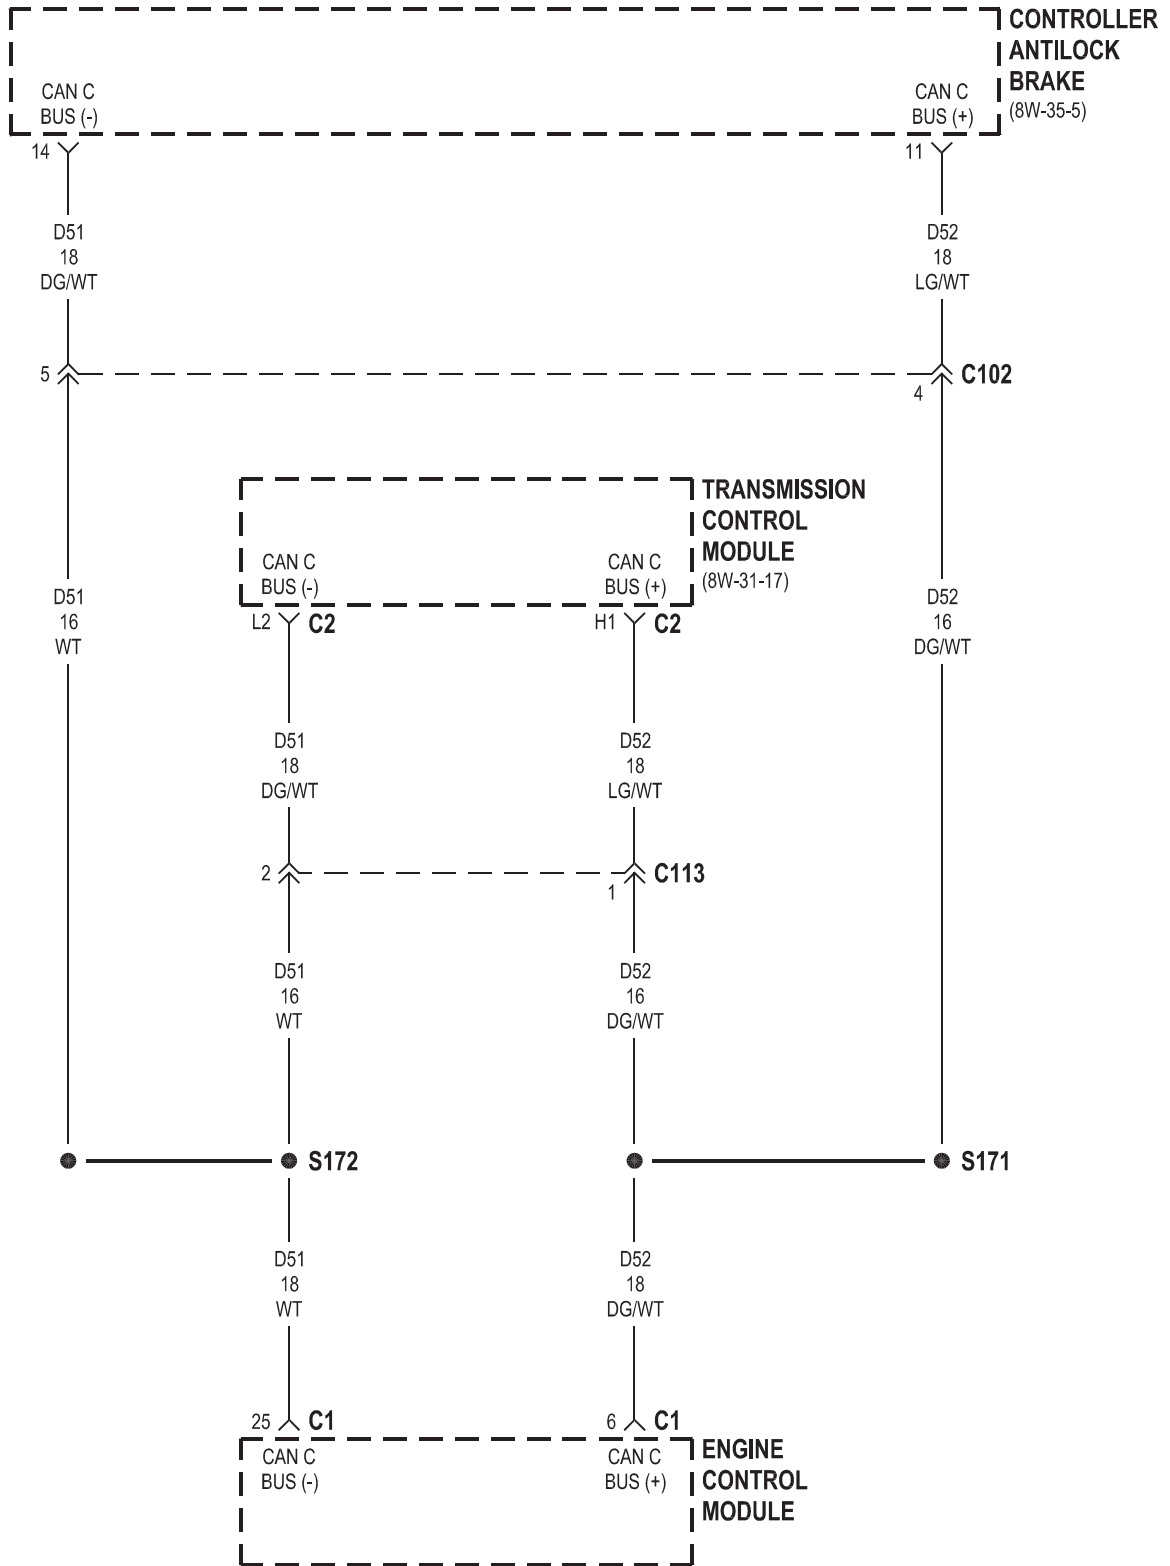 CONTROLLER
ANTILOCK
BRAKE
(8W-35-5)
CAN C
BUS (-)
CAN C
BUS (+)
14
11
D51
18
DG/WT
D52
18
LG/WT
5
4
C102
TRANSMISSION
CONTROL
MODULE
(8W-31-17)
CAN C
BUS (-)
CAN C
BUS (+)
L2
C2
H1
C2
D51
16
WT
D52
16
DG/WT
D51
18
DG/WT
D52
18
LG/WT
2
1
C113
D51
16
WT
D52
16
DG/WT
S172
S171
D51
18
WT
D52
18
DG/WT
25
C1
6
C1
CAN C
BUS (-)
CAN C
BUS (+)
ENGINE
CONTROL
MODULE